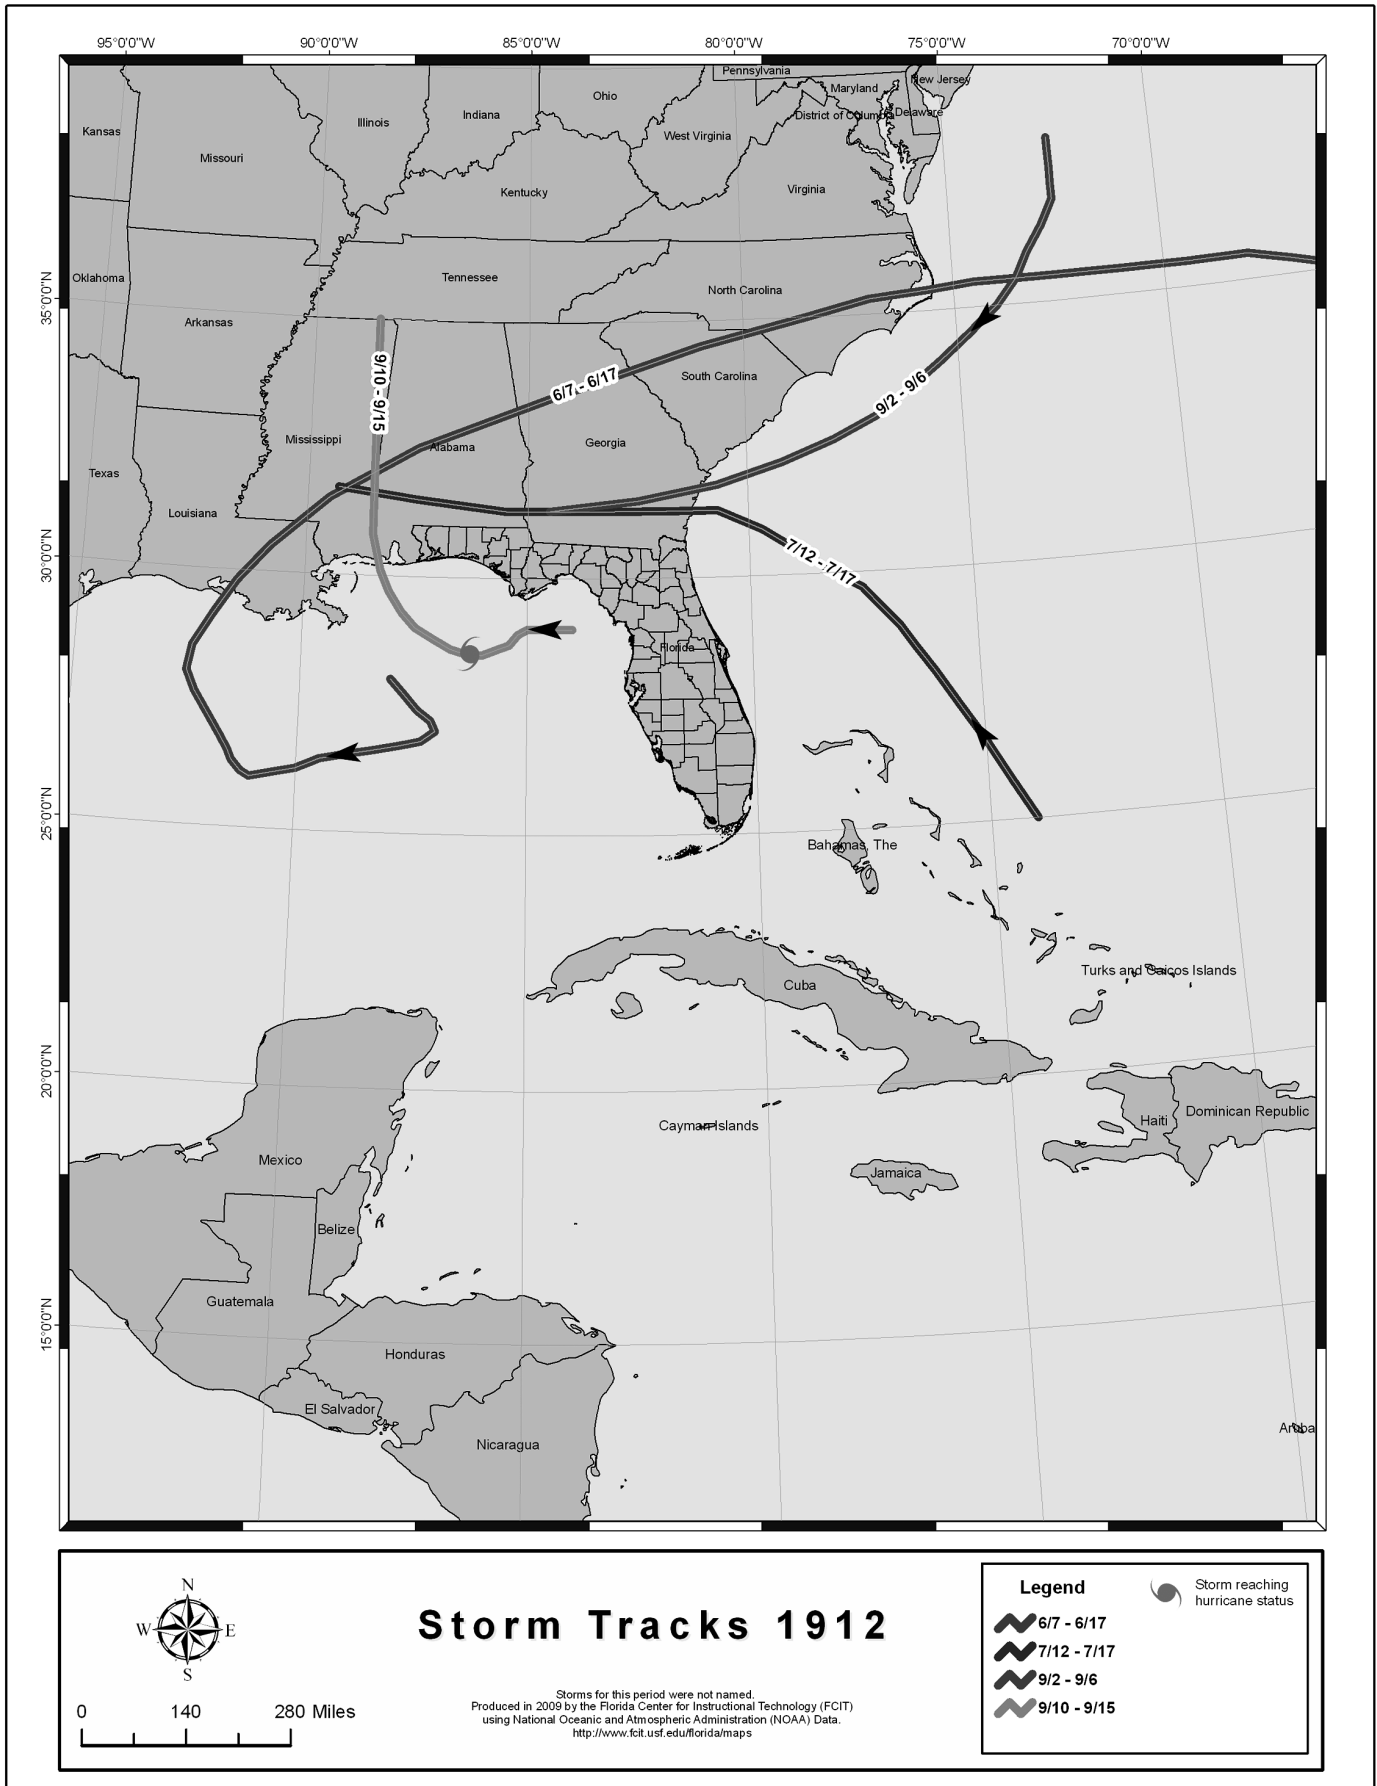 95°0'0"W 90°0'0"W 85°0'0"W 80°0'0"W 75°0'0"W 70°0'0"W
Pennsylvania
New Jersey
Ohio
Maryland
Indiana
Illinois
District of Columbia
Delaware
Kansas
West Virginia
Missouri
Kentucky
Virginia
Oklahoma
Tennessee
North Carolina
35°0'0"N
Arkansas
9/10 - 9/15
6/7 - 6/17
South Carolina
9/2 - 9/6
Mississippi
Alabama
Georgia
Texas
Louisiana
30°0'0"N
7/12 - 7/17
Florida
25°0'0"N
Bahamas, The
Turks and Caicos Islands
Cuba
20°0'0"N
Haiti
Dominican Republic
Cayman Islands
Mexico
Jamaica
Belize
Guatemala
15°0'0"N
Honduras
El Salvador
Aruba
Nicaragua
N
W E
S
0 140 280 Miles
Storm Tracks 1912
Storms for this period were not named.
Produced in 2009 by the Florida Center for Instructional Technology (FCIT)
using National Oceanic and Atmospheric Administration (NOAA) Data.
http://www.fcit.usf.edu/florida/maps
Legend
6/7 - 6/17
7/12 - 7/17
9/2 - 9/6
9/10 - 9/15
Storm reaching
hurricane status